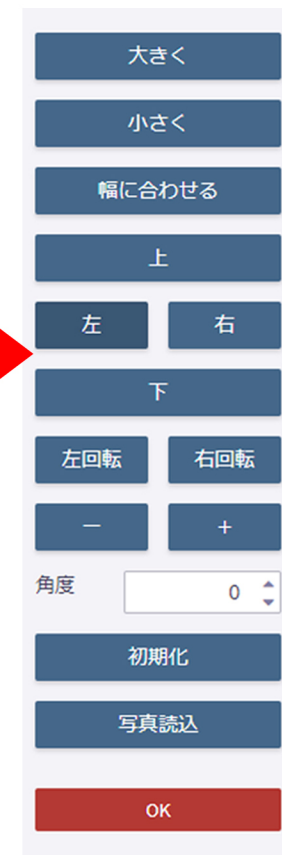 大きく
小さく
幅に合わせる
上
左 右
下
左回転 右回転
— +
角度 0
初期化
写真読込
OK